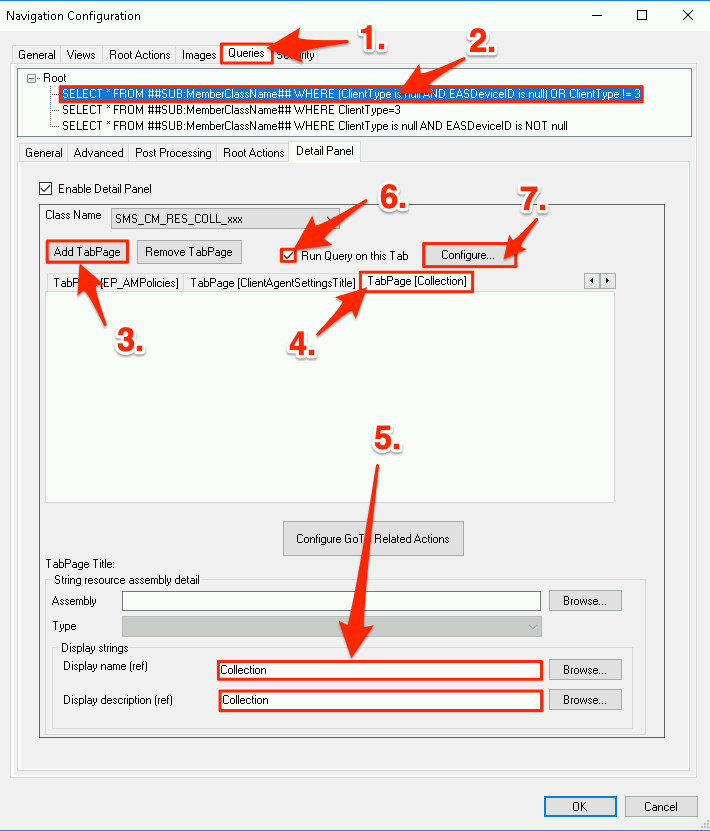 Navigation Configuration
General Views Root Actions Images Queries Security
1.
2.
Root
SELECT * FROM ##SUB:MemberClassName## WHERE (ClientType is null AND EASDeviceID is null) OR ClientType != 3
SELECT * FROM ##SUB:MemberClassName## WHERE ClientType=3
SELECT * FROM ##SUB:MemberClassName## WHERE ClientType is null AND EASDeviceID is NOT null
General Advanced Post Processing Root Actions Detail Panel
Enable Detail Panel
6.
7.
Class Name SMS_CM_RES_COLL_xxx
Add TabPage Remove TabPage Run Query on this Tab Configure...
TabPage [EP_AMPolicies] TabPage [ClientAgentSettingsTitle] TabPage [Collection]
3.
4.
5.
Configure GoTo Related Actions
TabPage Title:
String resource assembly detail
Assembly Browse...
Type
Display strings
Display name (ref) Collection Browse...
Display description (ref) Collection Browse...
OK Cancel